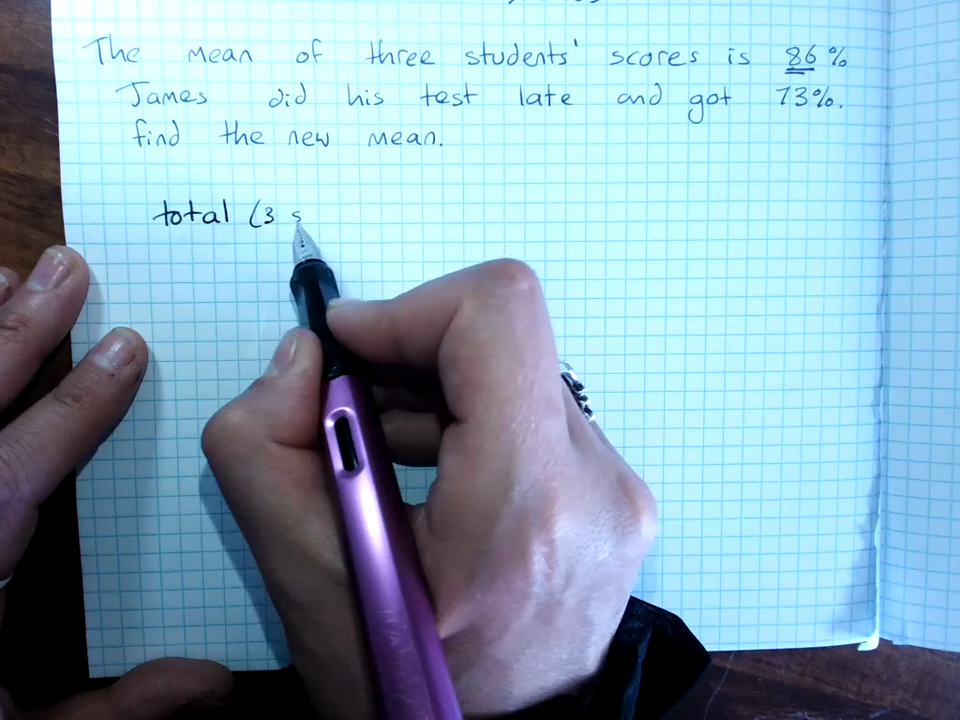 The mean of three students' scores is 86%
James did his test late and got 73%.
find the new mean.
total (3 s